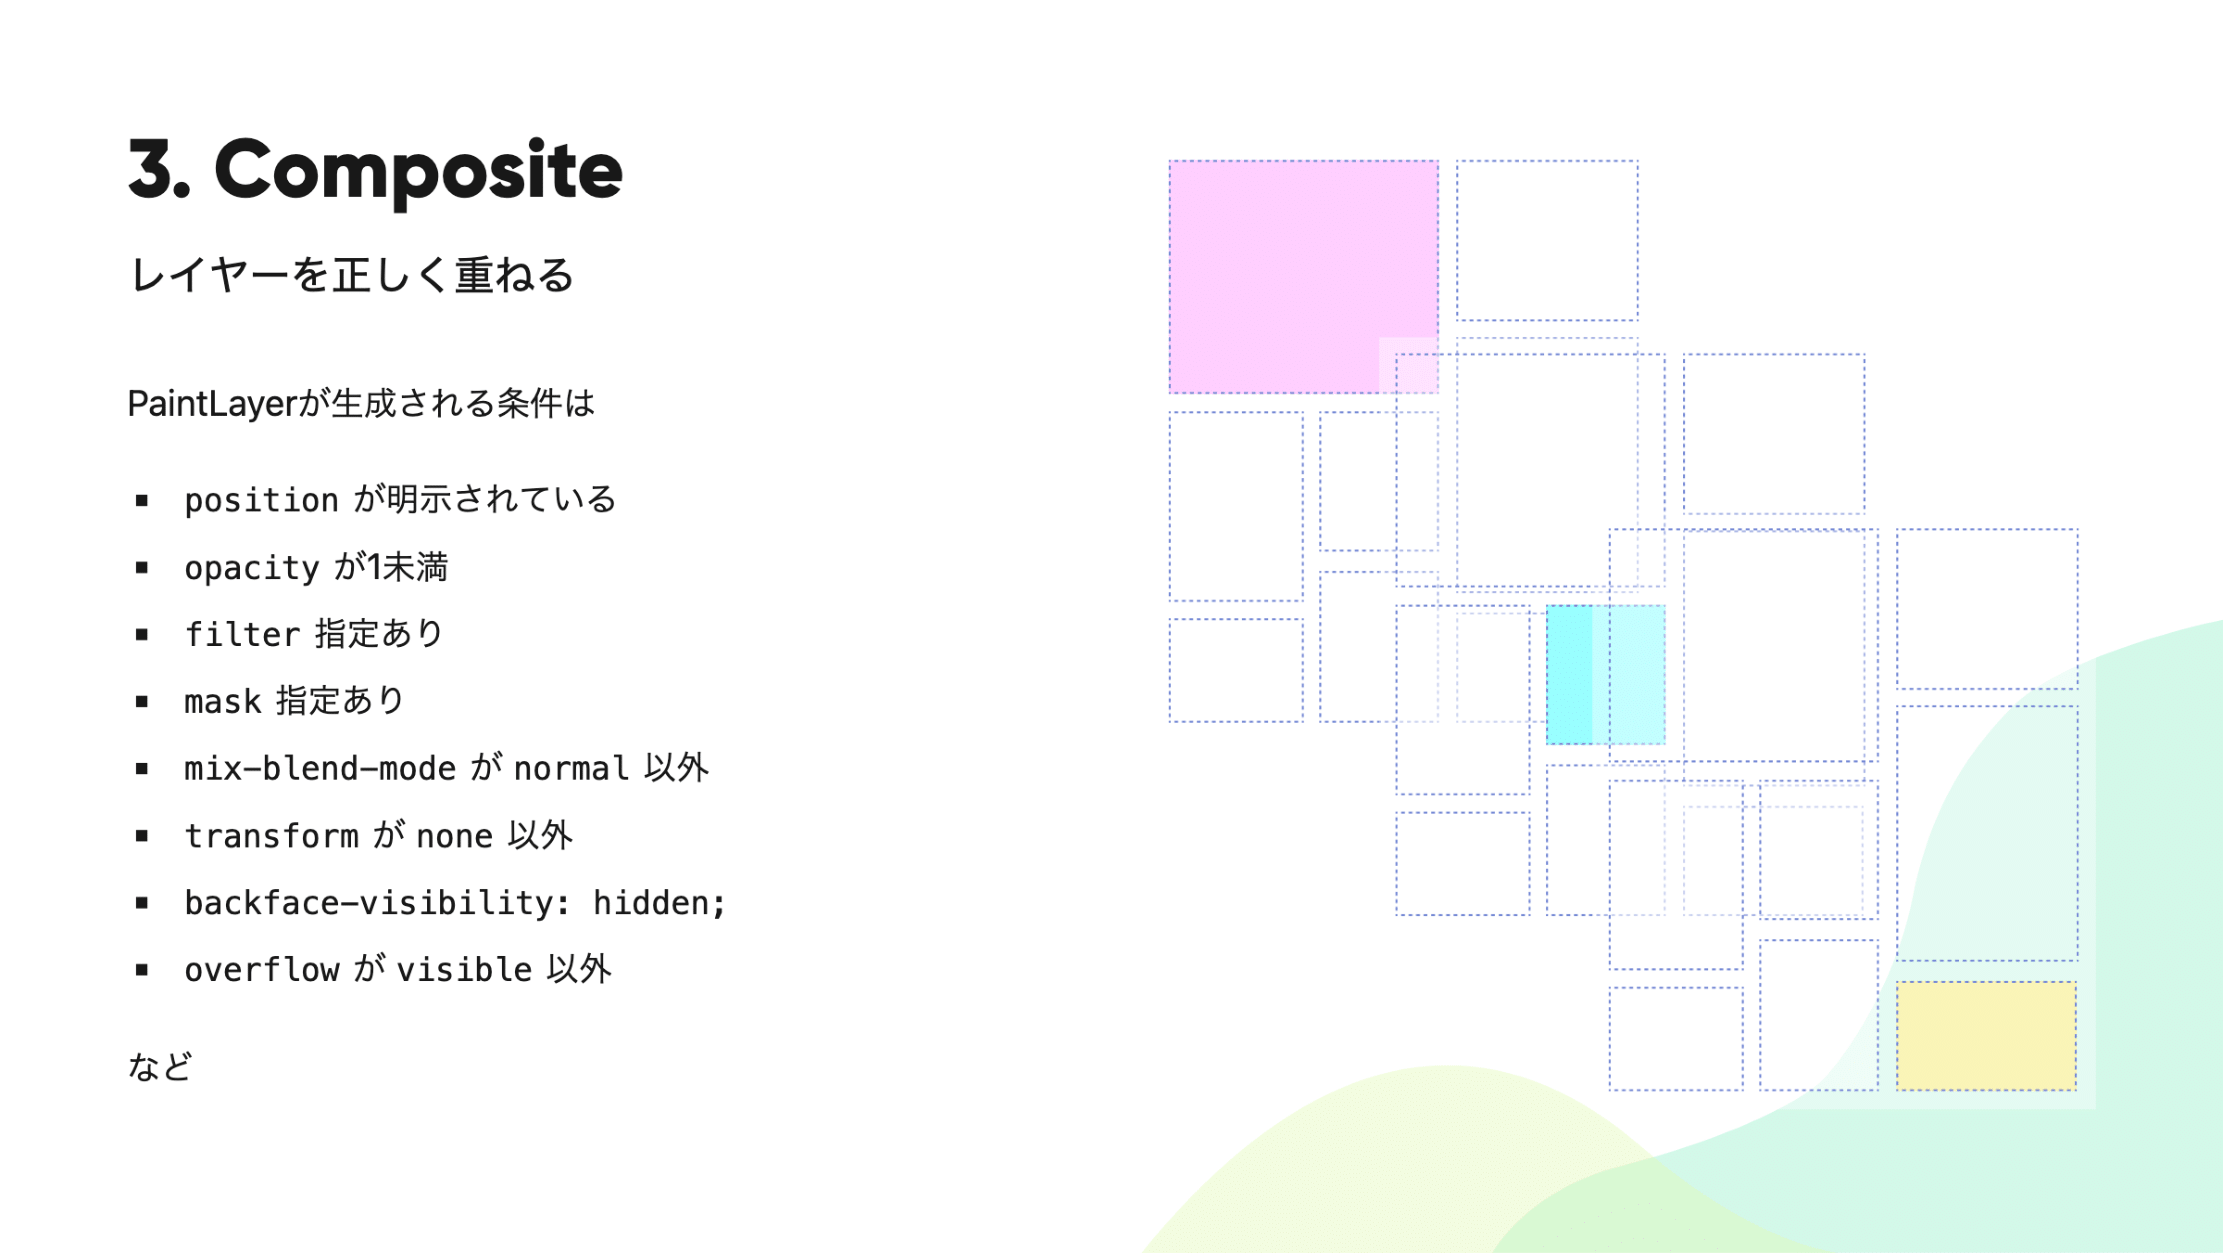 3. Composite
レイヤーを正しく重ねる
PaintLayerが生成される条件は
▪ position が明示されている
▪ opacity が1未満
▪ filter 指定あり
▪ mask 指定あり
▪ mix-blend-mode が normal 以外
▪ transform が none 以外
▪ backface-visibility: hidden;
▪ overflow が visible 以外
など